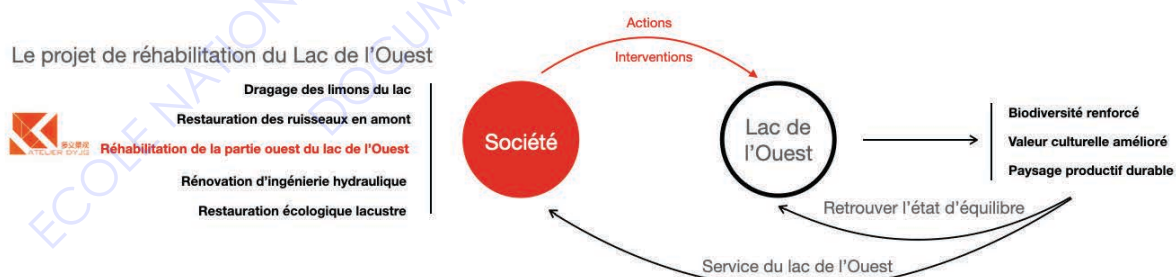 Actions
Le projet de réhabilitation du Lac de l'Ouest
Interventions
Dragage des limons du lac
Restauration des ruisseaux en amont
Réhabilitation de la partie ouest du lac de l'Ouest
Rénovation d'ingénierie hydraulique
Restauration écologique lacustre
ATELIER DYJG
Société
Lac de
l'Ouest
Biodiversité renforcé
Valeur culturelle amélioré
Paysage productif durable
Retrouver l'état d'équilibre
Service du lac de l'Ouest
ECOLE NATION
DOCUM